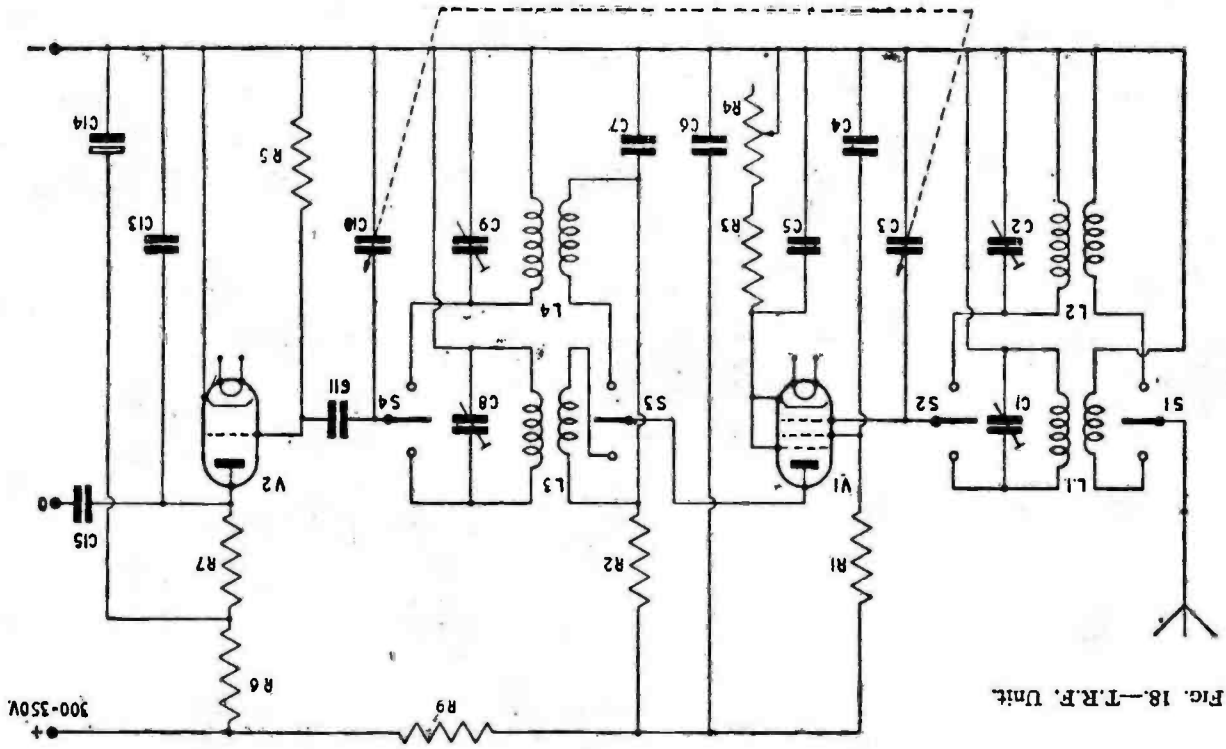 FIG. 18.—T.R.F. Unit.
R9
+
300-350V.
R6
R1
R2
R7
C15
O
L1
V1
L3
V2
S1
C1
S2
S3
C8
S4
C11
L2
L4
C2
C3
C5
R3
C9
C10
C13
R4
R5
C4
C6
C7
C14
−